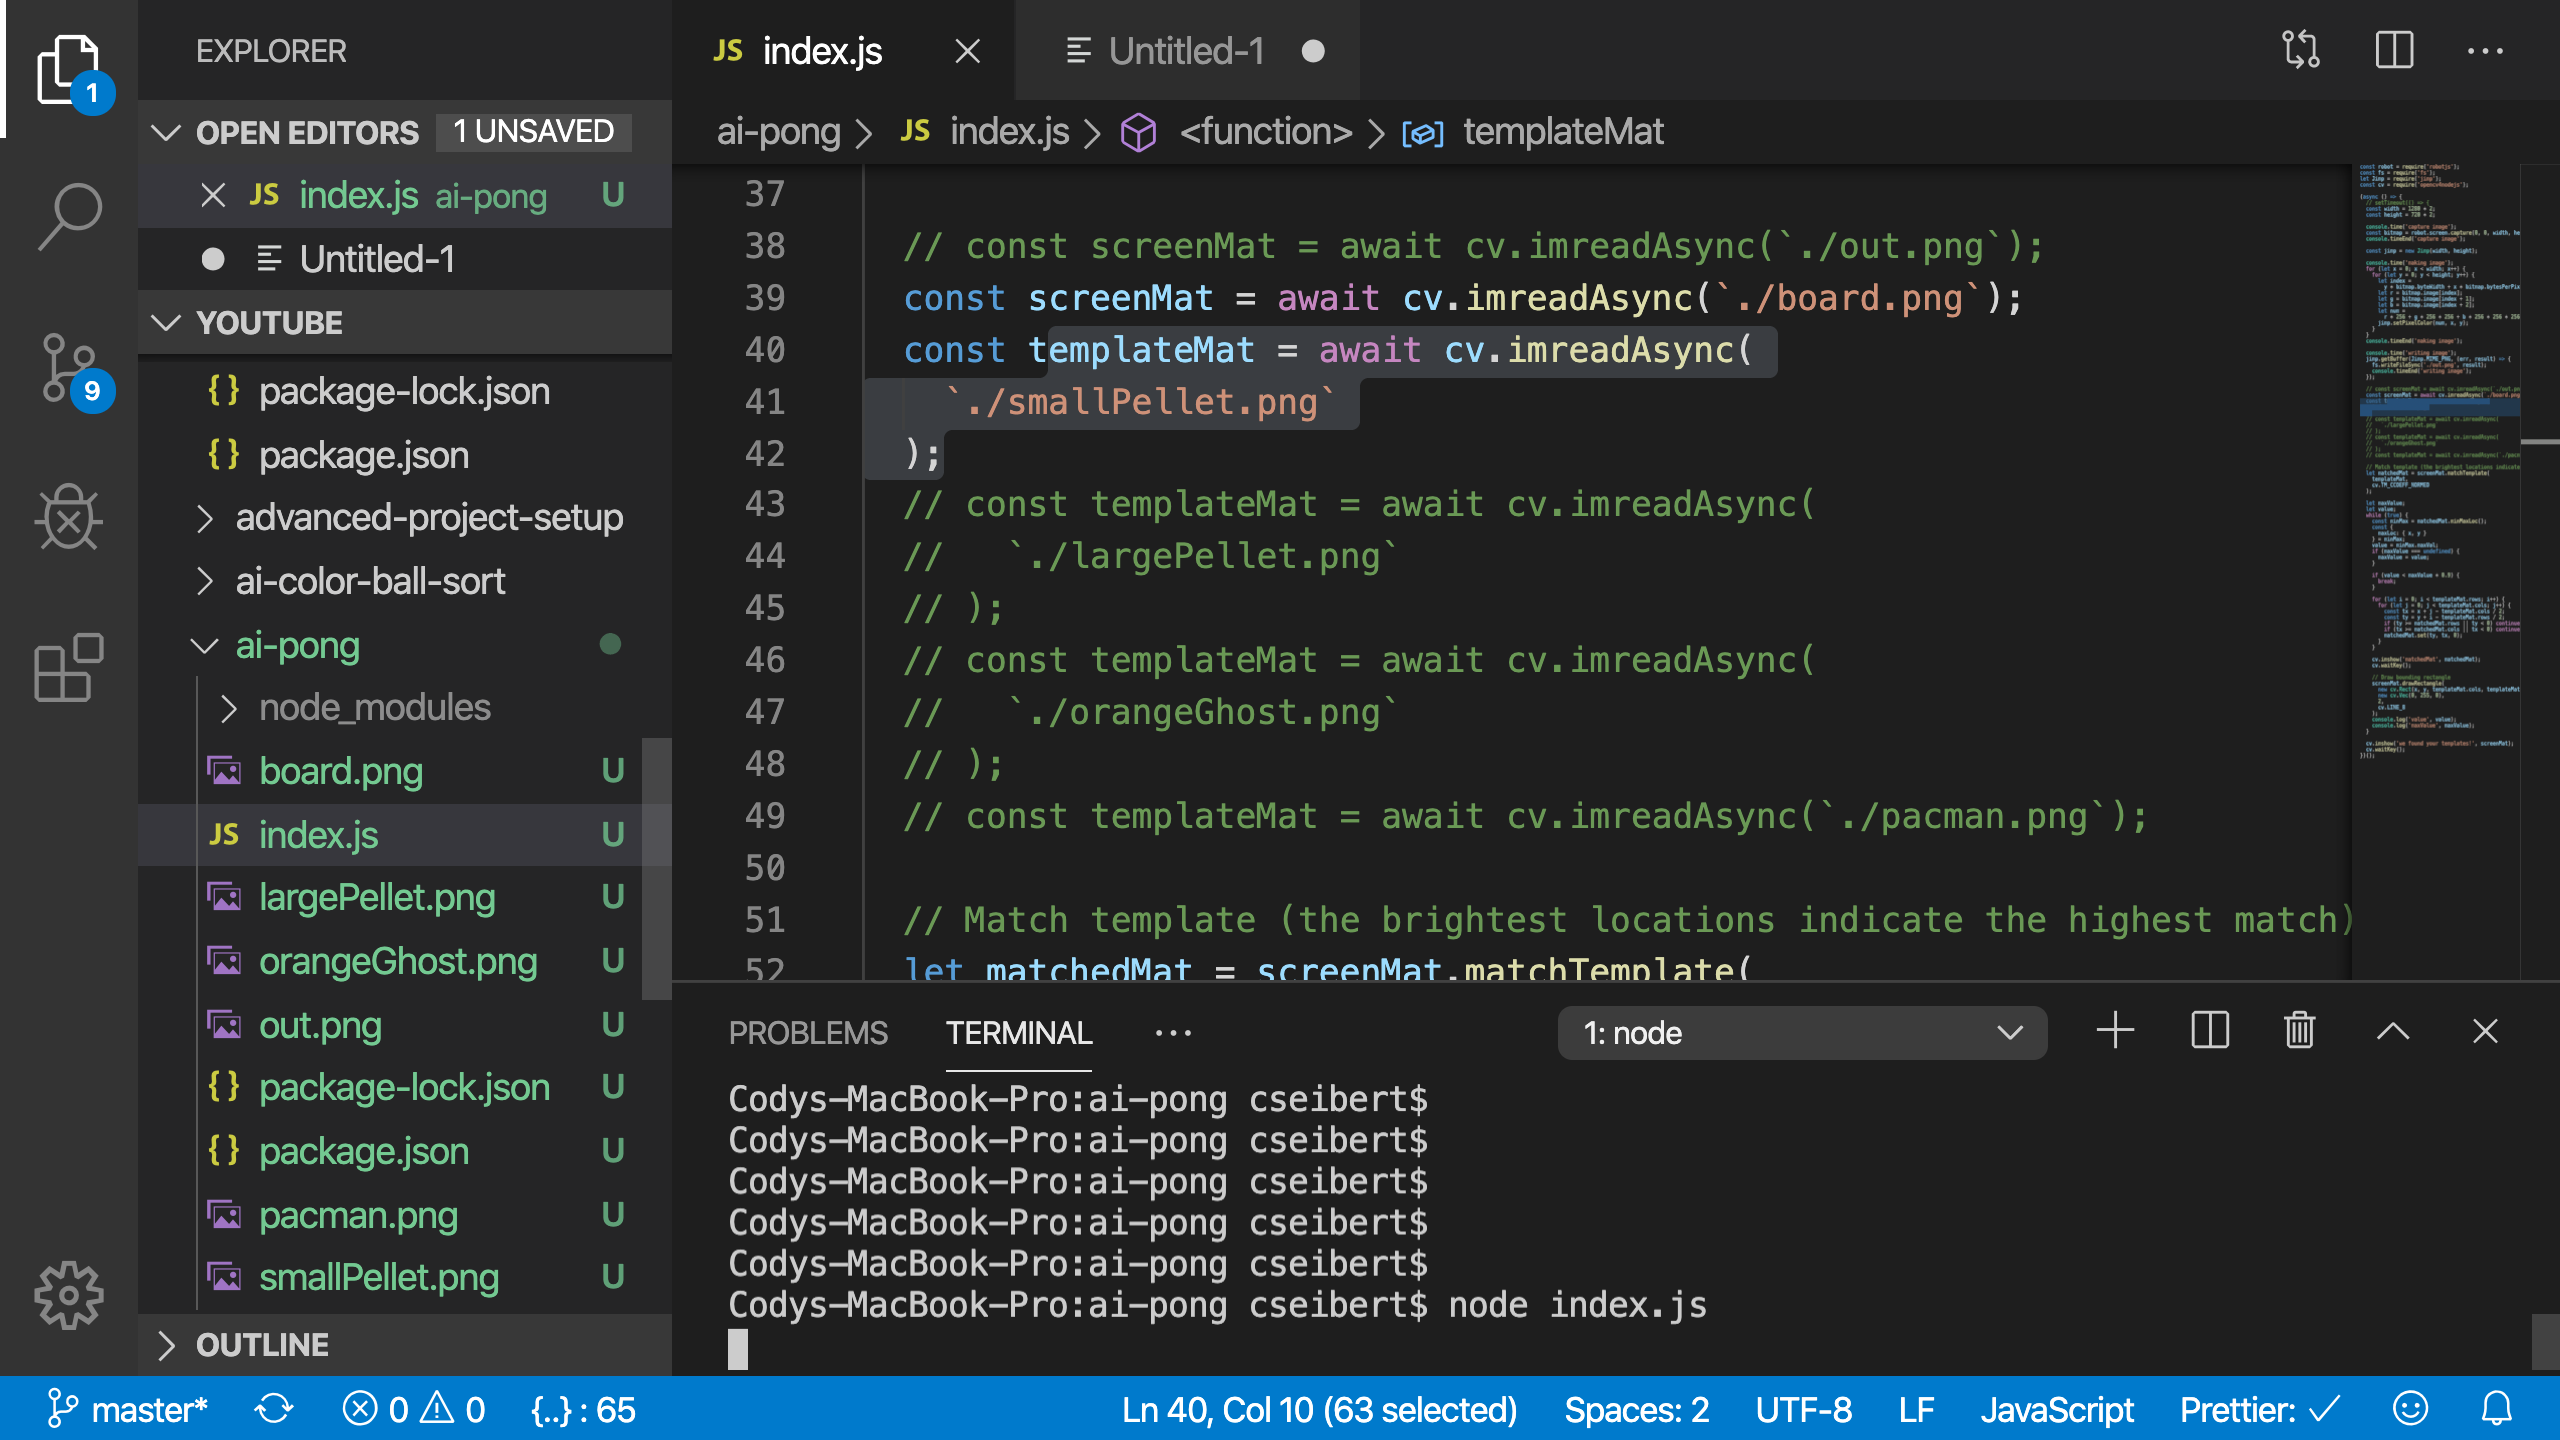 EXPLORER
1
OPEN EDITORS 1 UNSAVED
JS index.js ai-pong U
Untitled-1
YOUTUBE
{} package-lock.json
{} package.json
advanced-project-setup
ai-color-ball-sort
ai-pong
node_modules
board.png U
JS index.js U
largePellet.png U
orangeGhost.png U
out.png U
{} package-lock.json U
{} package.json U
pacman.png U
smallPellet.png U
OUTLINE
9
JS index.js
Untitled-1
ai-pong > JS index.js > <function> > templateMat
37
38 // const screenMat = await cv.imreadAsync(`./out.png`);
39 const screenMat = await cv.imreadAsync(`./board.png`);
40 const templateMat = await cv.imreadAsync(
41 `./smallPellet.png`
42 );
43 // const templateMat = await cv.imreadAsync(
44 // `./largePellet.png`
45 // );
46 // const templateMat = await cv.imreadAsync(
47 // `./orangeGhost.png`
48 // );
49 // const templateMat = await cv.imreadAsync(`./pacman.png`);
50
51 // Match template (the brightest locations indicate the highest match)
52 let matchedMat = screenMat.matchTemplate(
PROBLEMS TERMINAL ··· 1: node
Codys-MacBook-Pro:ai-pong cseibert$
Codys-MacBook-Pro:ai-pong cseibert$
Codys-MacBook-Pro:ai-pong cseibert$
Codys-MacBook-Pro:ai-pong cseibert$
Codys-MacBook-Pro:ai-pong cseibert$
Codys-MacBook-Pro:ai-pong cseibert$ node index.js
master* 0 0 {..} : 65 Ln 40, Col 10 (63 selected) Spaces: 2 UTF-8 LF JavaScript Prettier: ✓